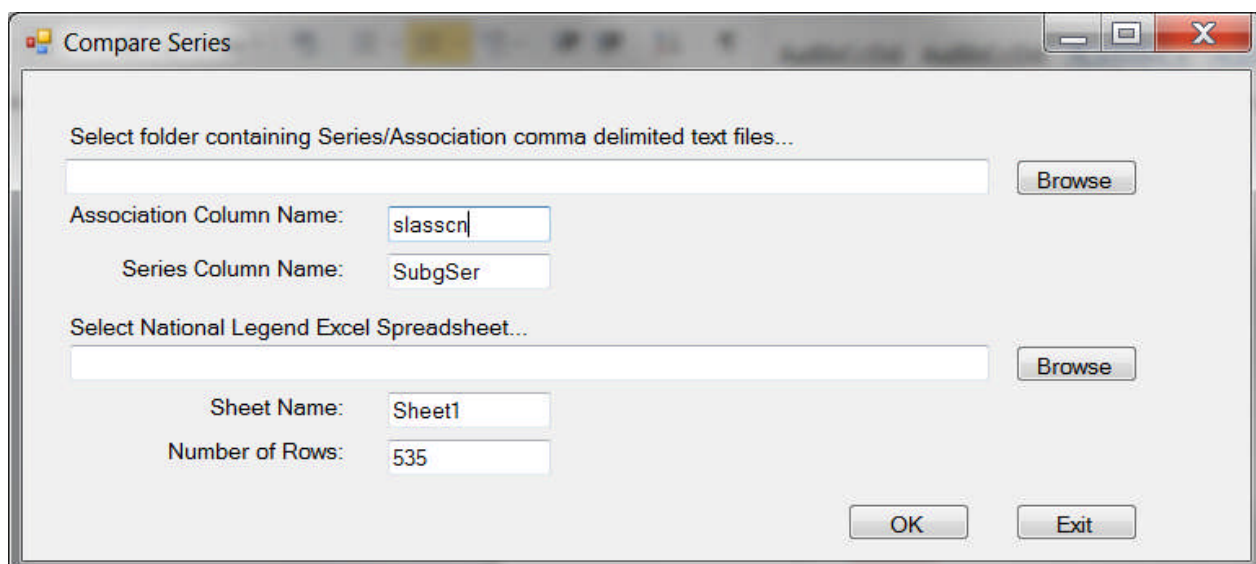 Compare Series
Select folder containing Series/Association comma delimited text files...
Browse
Association Column Name: slasscn
Series Column Name: SubgSer
Select National Legend Excel Spreadsheet...
Browse
Sheet Name: Sheet1
Number of Rows: 535
OK Exit